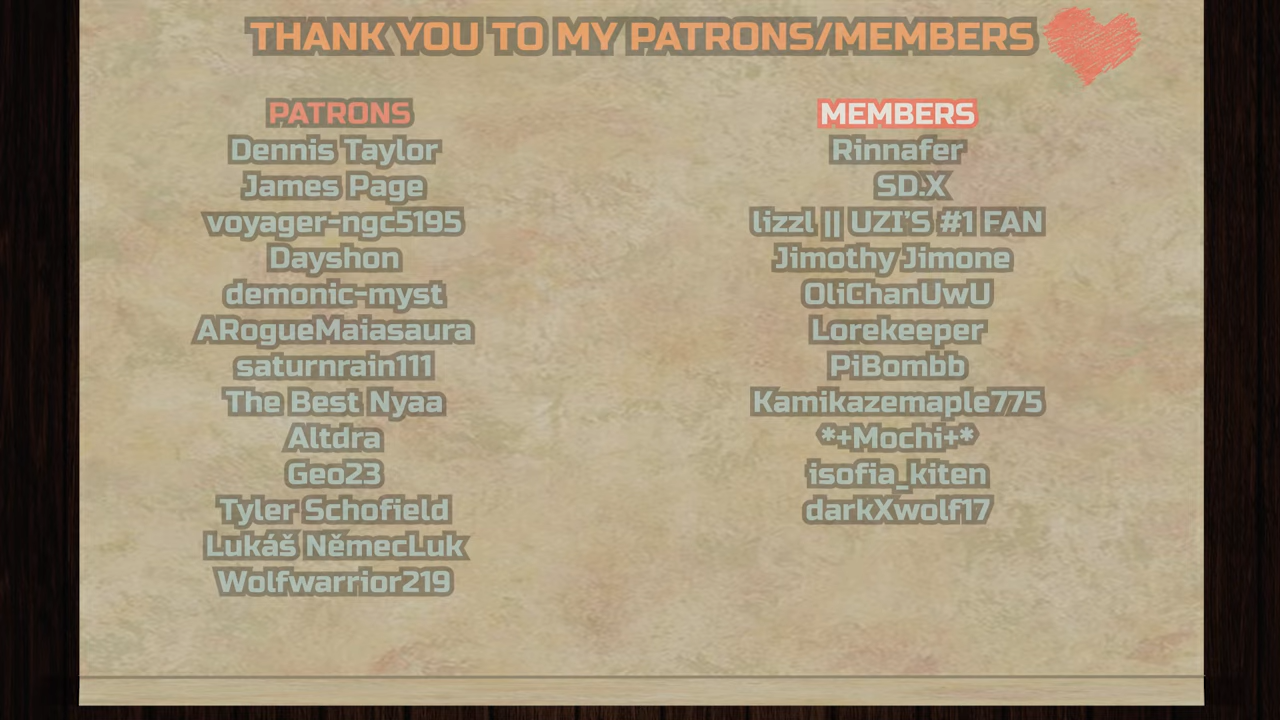 THANK YOU TO MY PATRONS/MEMBERS
PATRONS
Dennis Taylor
James Page
voyager-ngc5195
Dayshon
demonic-myst
ARogueMaiasaura
saturnrain111
The Best Nyaa
Altdra
Geo23
Tyler Schofield
Lukáš NěmecLuk
Wolfwarrior219
MEMBERS
Rinnafer
SD.X
lizzl || UZI'S #1 FAN
Jimothy Jimone
OliChanUwU
Lorekeeper
PiBombb
Kamikazemaple775
*+Mochi+*
isofia_kiten
darkXwolf17